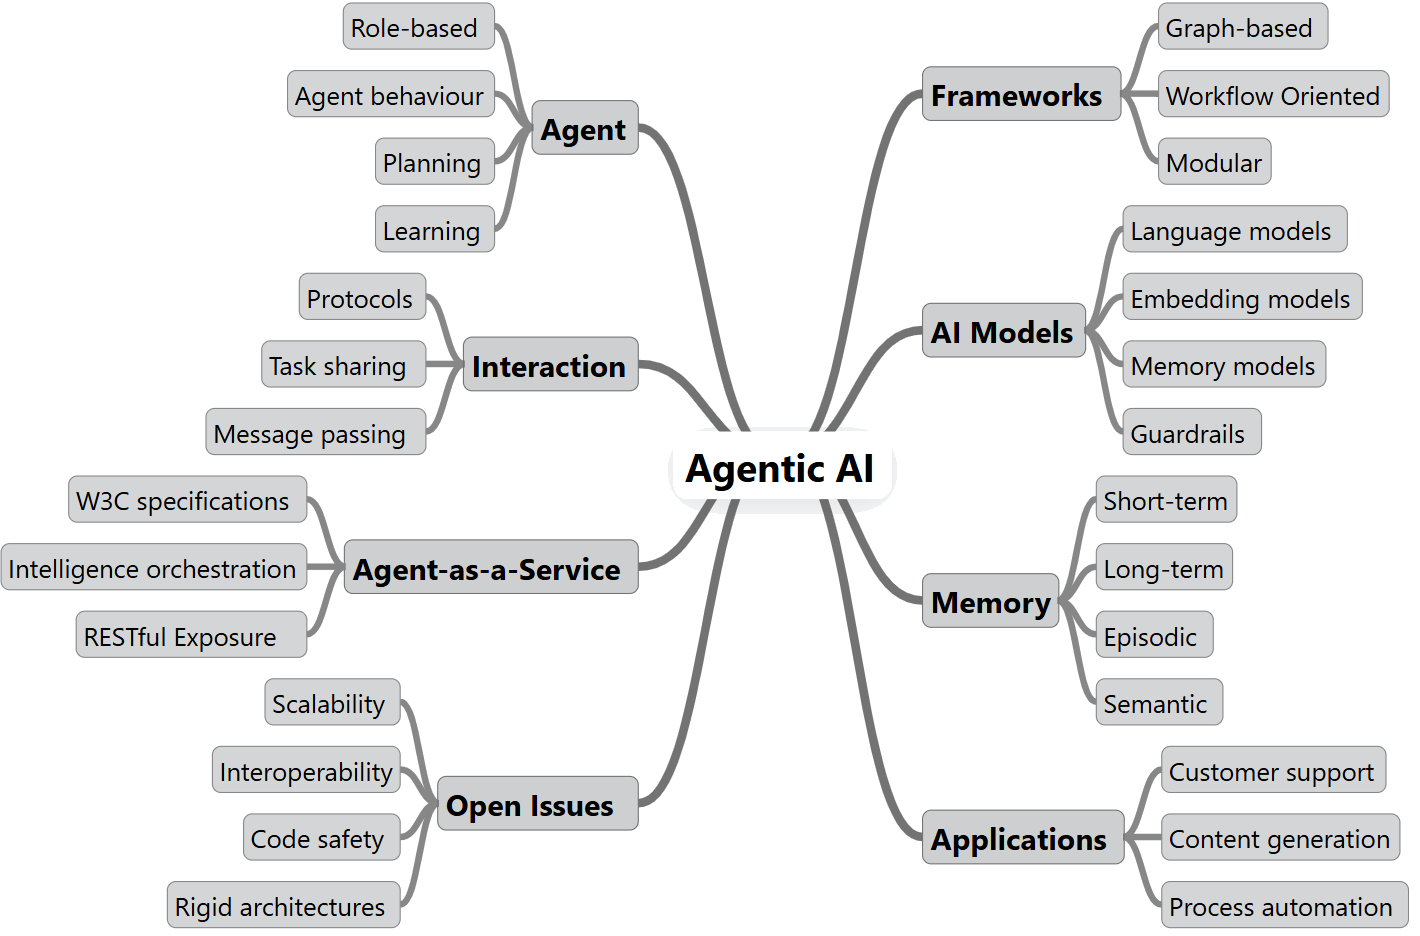 Agentic AI
Agent
Role-based
Agent behaviour
Planning
Learning
Interaction
Protocols
Task sharing
Message passing
Agent-as-a-Service
W3C specifications
Intelligence orchestration
RESTful Exposure
Open Issues
Scalability
Interoperability
Code safety
Rigid architectures
Frameworks
Graph-based
Workflow Oriented
Modular
AI Models
Language models
Embedding models
Memory models
Guardrails
Memory
Short-term
Long-term
Episodic
Semantic
Applications
Customer support
Content generation
Process automation